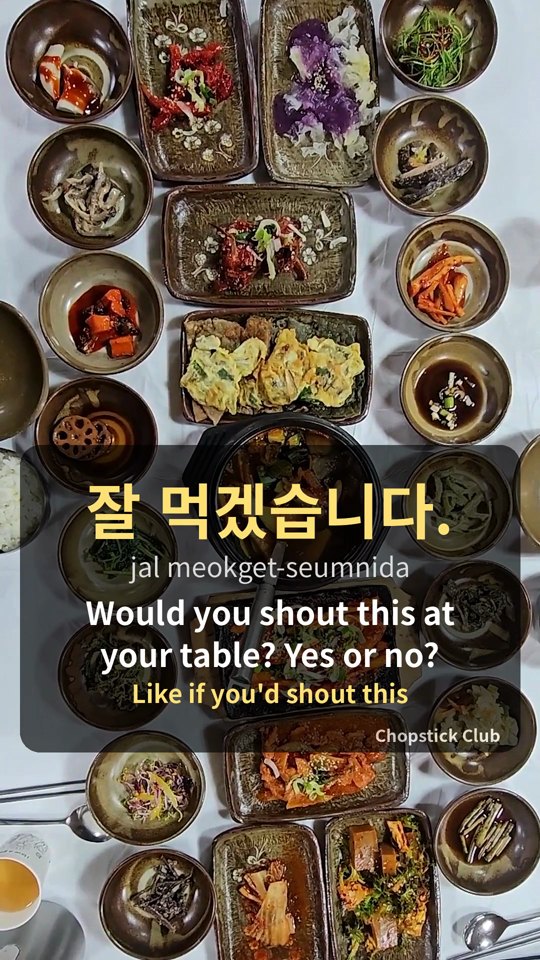 잘 먹겠습니다.
jal meokget-seumnida
Would you shout this at
your table? Yes or no?
Like if you'd shout this
Chopstick Club